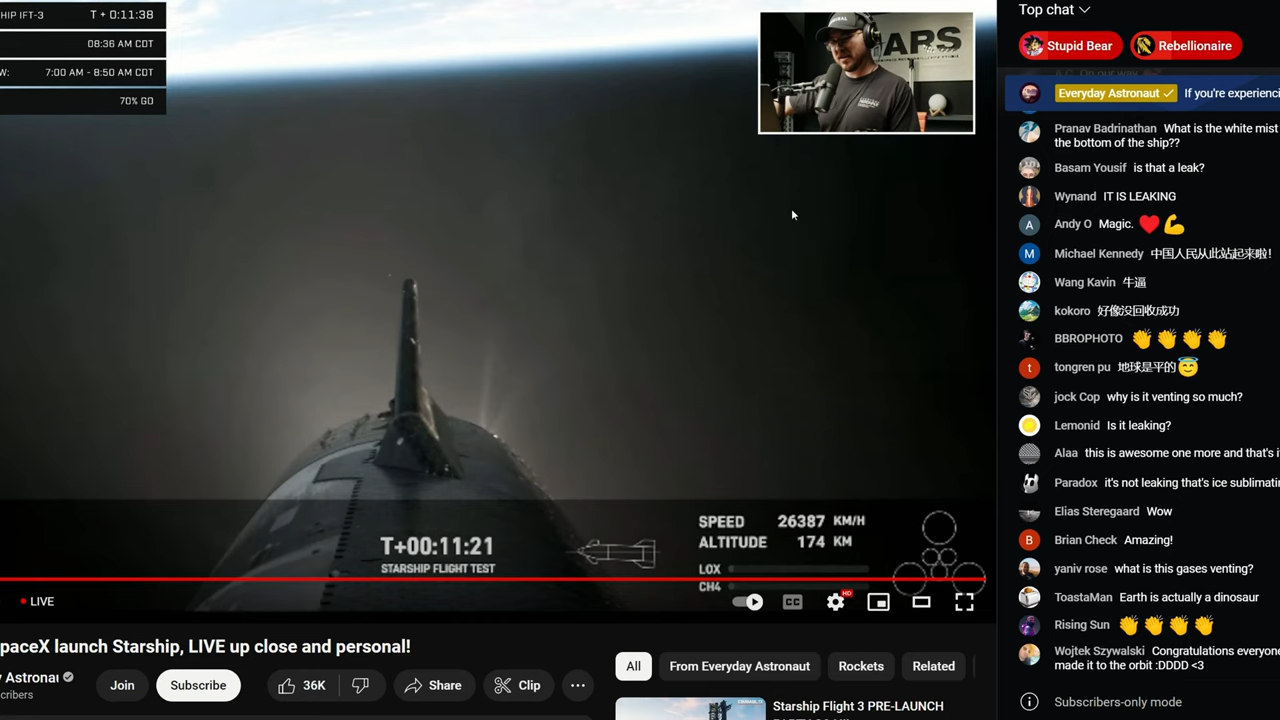 HIP IFT-3 T + 0:11:38
08:36 AM CDT
W: 7:00 AM - 8:50 AM CDT
70% GO
ARS
T+00:11:21
STARSHIP FLIGHT TEST
SPEED 26387 KM/H
ALTITUDE 174 KM
LOX
CH4
LIVE
CC
HD
paceX launch Starship, LIVE up close and personal!
y Astronau
cribers
Join
Subscribe
36K
Share
Clip
All
From Everyday Astronaut
Rockets
Related
Starship Flight 3 PRE-LAUNCH
Top chat
Stupid Bear
Rebellionaire
A.C. On our way
Everyday Astronaut If you're experienci
Pranav Badrinathan What is the white mist
the bottom of the ship??
Basam Yousif is that a leak?
Wynand IT IS LEAKING
A
Andy O Magic. ❤️💪
M
Michael Kennedy 中国人民从此站起来啦!
Wang Kavin 牛逼
kokoro 好像没回收成功
BBROPHOTO 👏👏👏👏
t
tongren pu 地球是平的😇
jock Cop why is it venting so much?
Lemonid Is it leaking?
Alaa this is awesome one more and that's i
Paradox it's not leaking that's ice sublimatin
Elias Steregaard Wow
B
Brian Check Amazing!
yaniv rose what is this gases venting?
ToastaMan Earth is actually a dinosaur
Rising Sun 👏👏👏👏
Wojtek Szywalski Congratulations everyone
made it to the orbit :DDDD <3
Subscribers-only mode